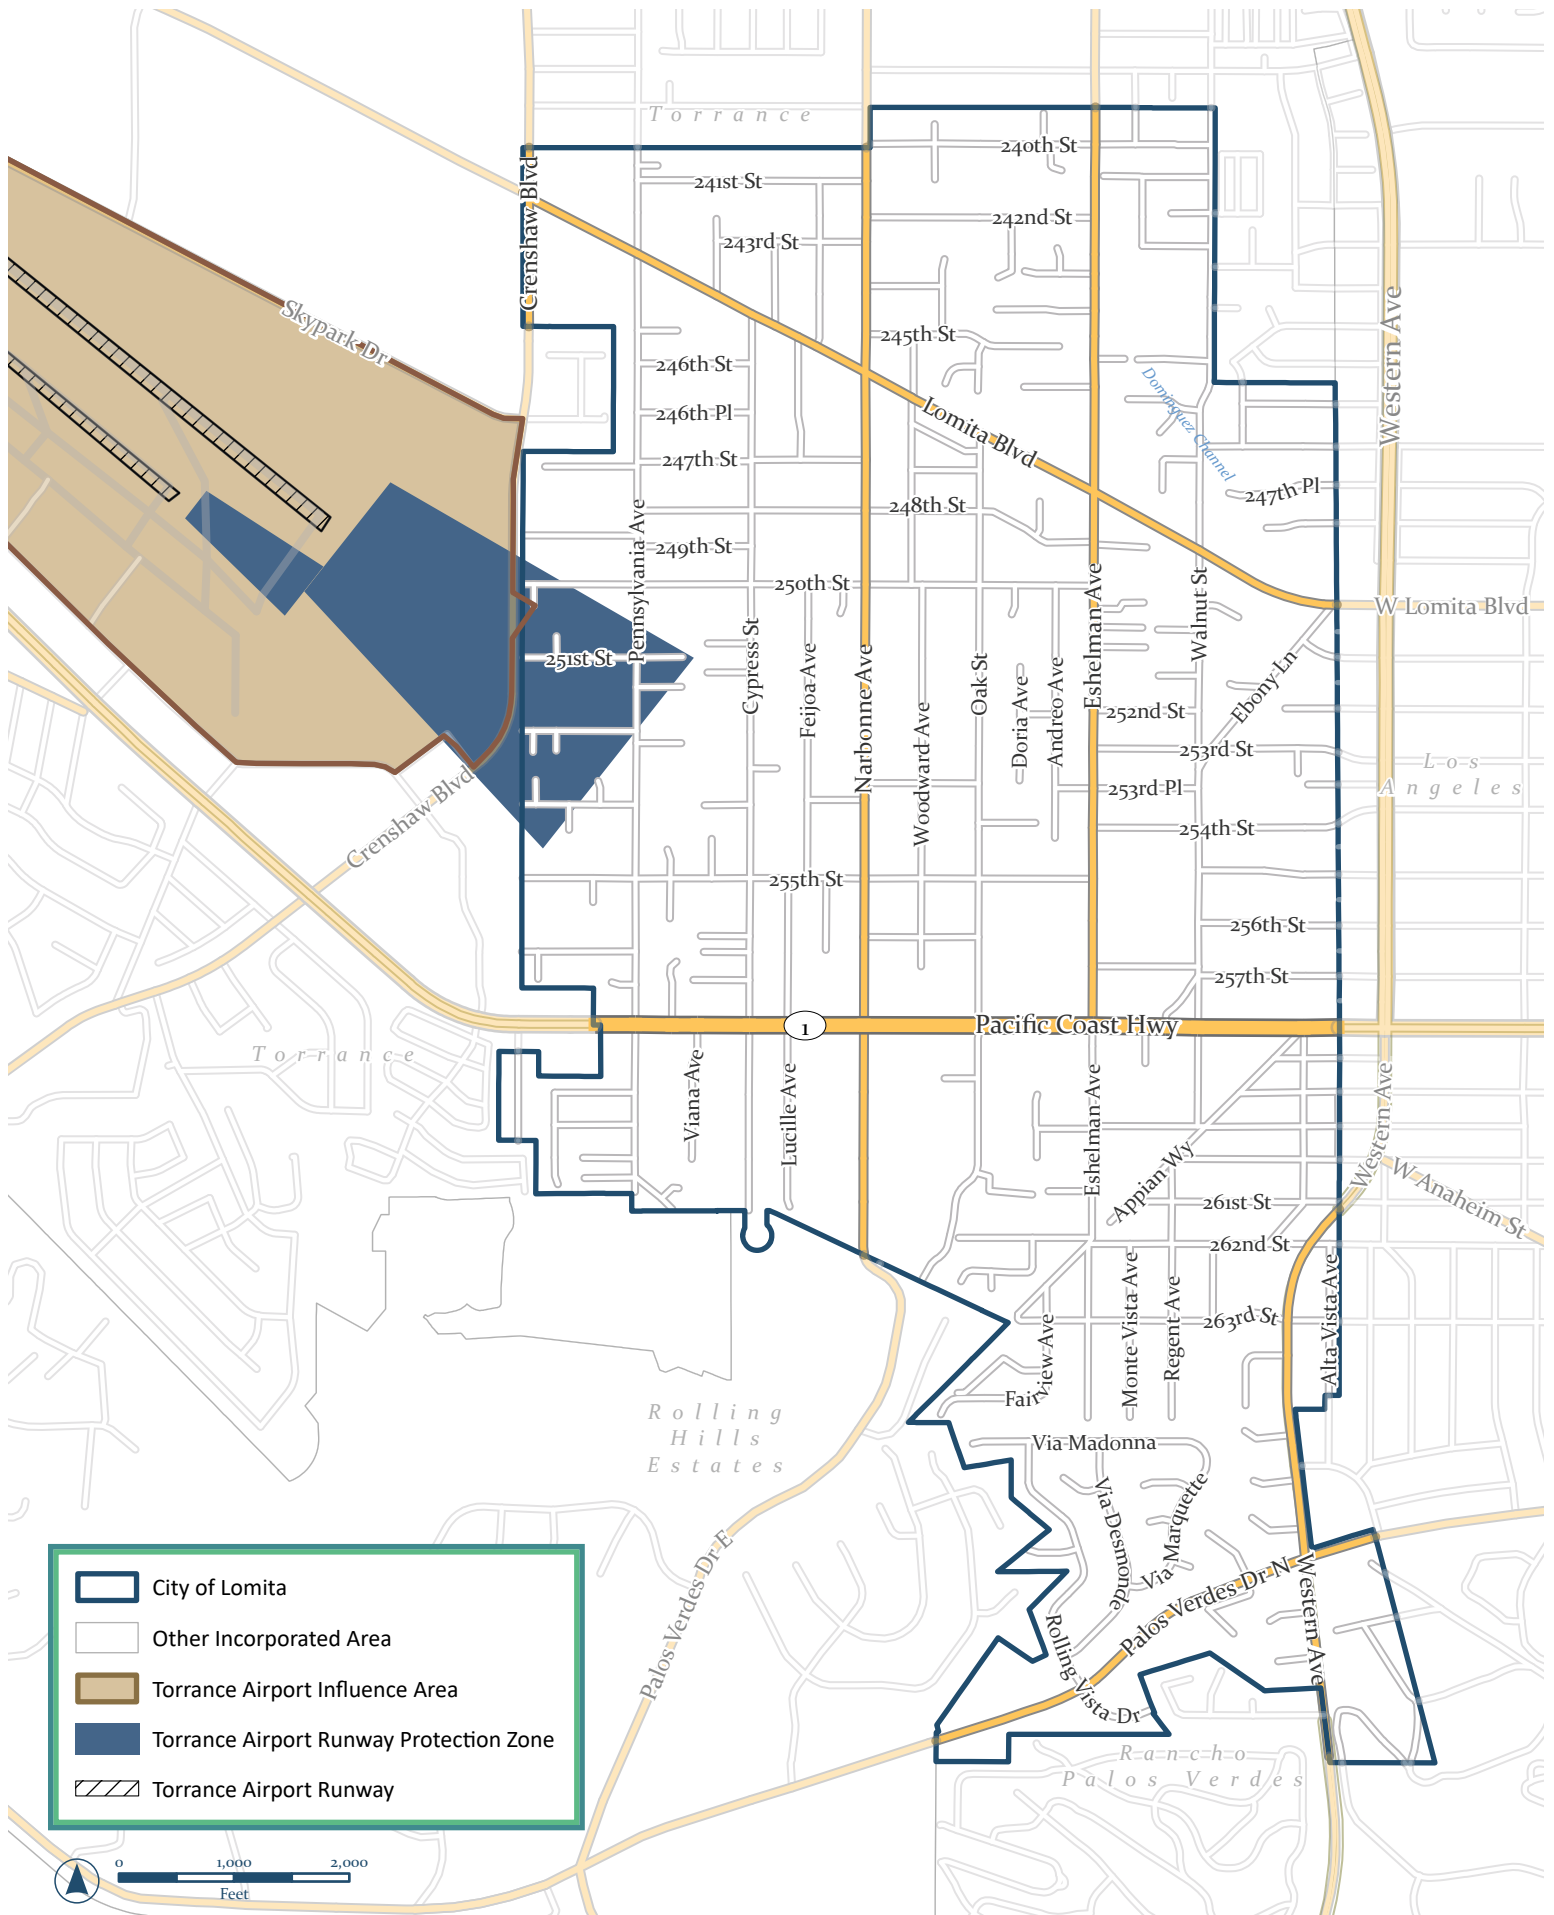 Torrance
240th St
Crenshaw Blvd
241st St
242nd St
243rd St
Skypark Dr
245th St
Western Ave
246th St
Dominguez Channel
246th Pl
Lomita Blvd
247th St
247th Pl
248th St
Pennsylvania Ave
249th St
250th St
Eshelman Ave
Walnut St
W Lomita Blvd
251st St
Cypress St
Feijoa Ave
Narbonne Ave
Oak St
Doria Ave
Andreo Ave
Ebony Ln
252nd St
Woodward Ave
253rd St
Los
Angeles
253rd Pl
Crenshaw Blvd
254th St
255th St
256th St
257th St
1
Pacific Coast Hwy
Torrance
Viana Ave
Lucille Ave
Eshelman Ave
Western Ave
Appian Wy
W Anaheim St
261st St
262nd St
Monte Vista Ave
Regent Ave
263rd St
Alta Vista Ave
Fairview Ave
Rolling
Hills
Estates
Via Madonna
Via Desmonde
Via Marquette
Palos Verdes Dr E
Palos Verdes Dr N
Western Ave
Rolling Vista Dr
Rancho
Palos Verdes
City of Lomita
Other Incorporated Area
Torrance Airport Influence Area
Torrance Airport Runway Protection Zone
Torrance Airport Runway
0 1,000 2,000
Feet